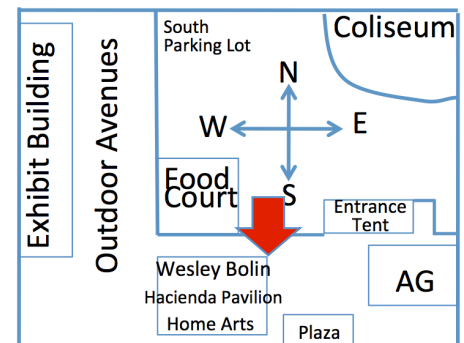 South
Parking Lot
Coliseum
N
W
E
S
Exhibit Building
Outdoor Avenues
Food
Court
Entrance
Tent
Wesley Bolin
Hacienda Pavilion
Home Arts
AG
Plaza